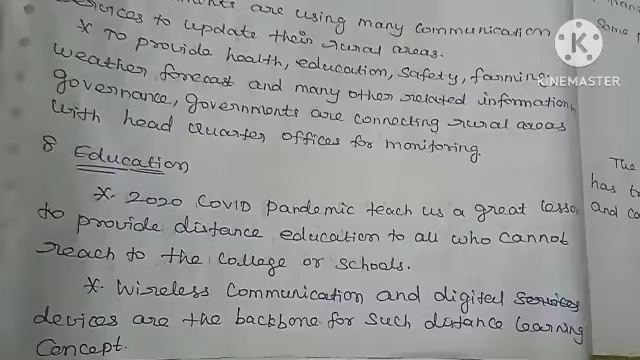 are using many communication
to update their rural areas.
* To provide health, education, safety, farming
weather forecast and many other related information,
governance, governments are connecting rural areas
with head quarter offices for monitoring.
8 Education
*. 2020 COVID pandemic teach us a great
to provide distance education to all who cannot
reach to the college or schools.
*. Wireless communication and digital services
devices are the backbone for such distance learning
concept.
Some
The
has
and
KINEMASTER